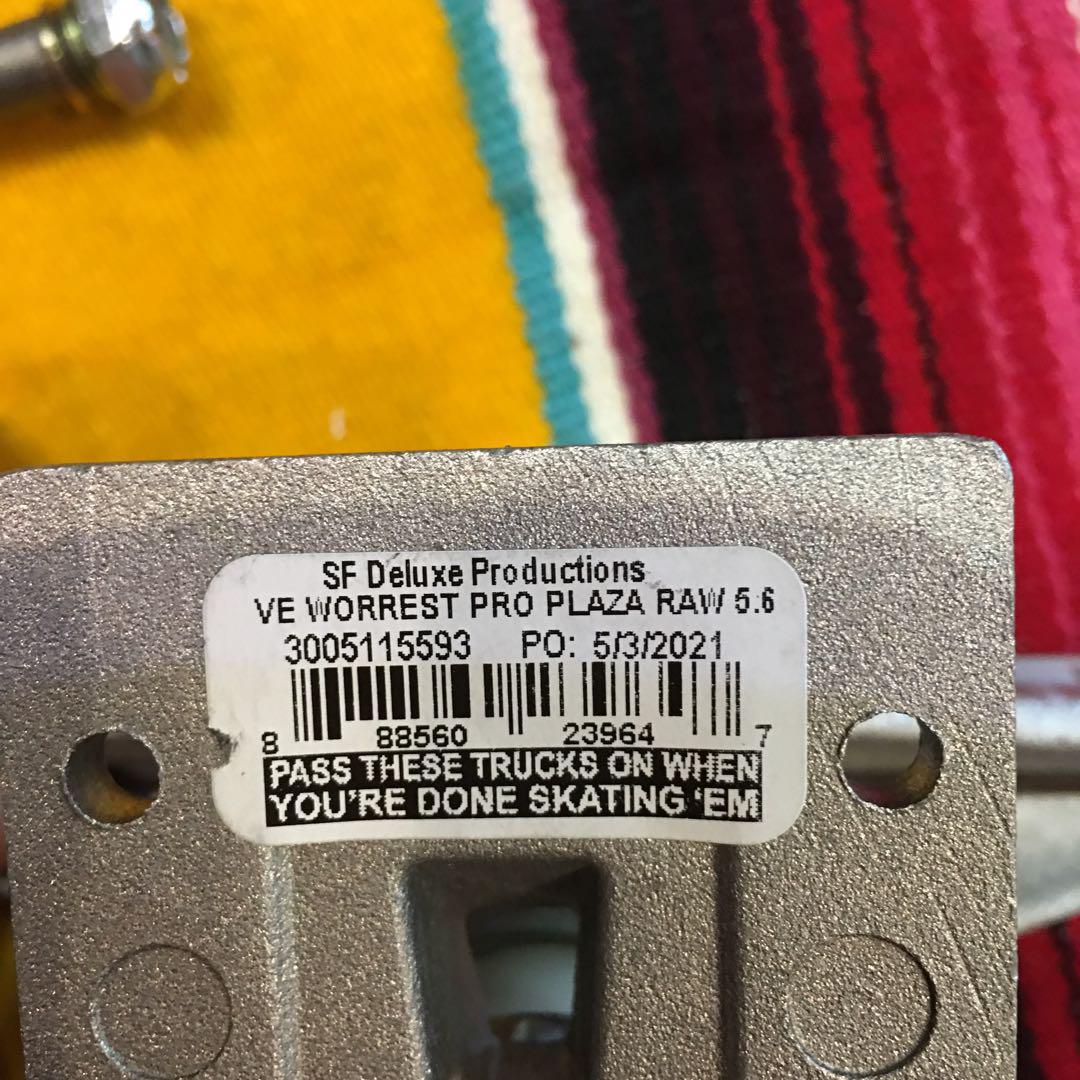 SF Deluxe Productions
VE WORREST PRO PLAZA RAW 5.6
3005115593 PO: 5/3/2021
8 88560 23964 7
PASS THESE TRUCKS ON WHEN
YOU'RE DONE SKATING 'EM